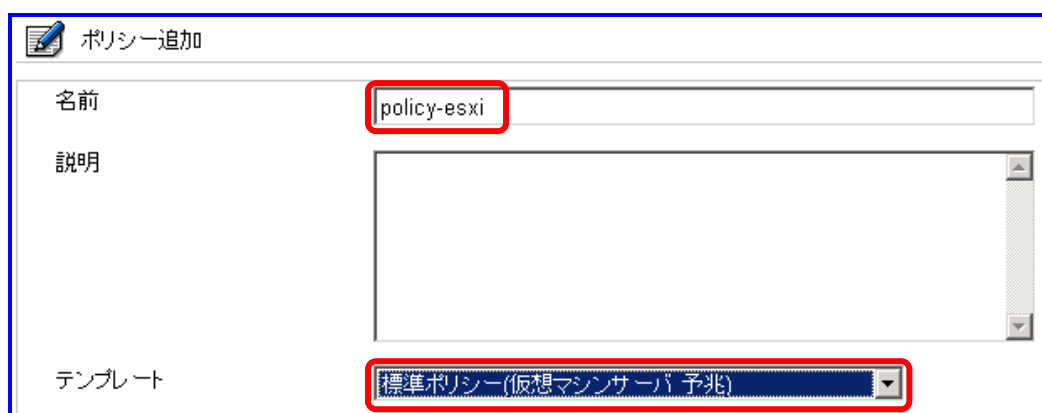 ポリシー追加
名前
policy-esxi
説明
テンプレート
標準ポリシー(仮想マシンサーバ 予兆)